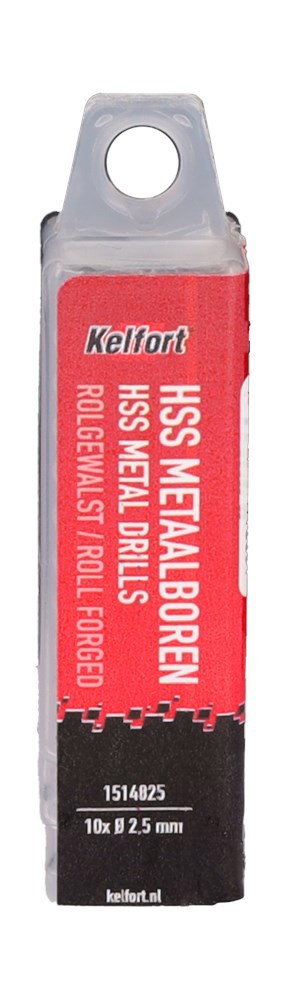 Kelfort
HSS METAALBOREN
HSS METAL DRILLS
ROLGEWALST / ROLL FORGED
1514025
10x Ø 2,5 mm
kelfort.nl